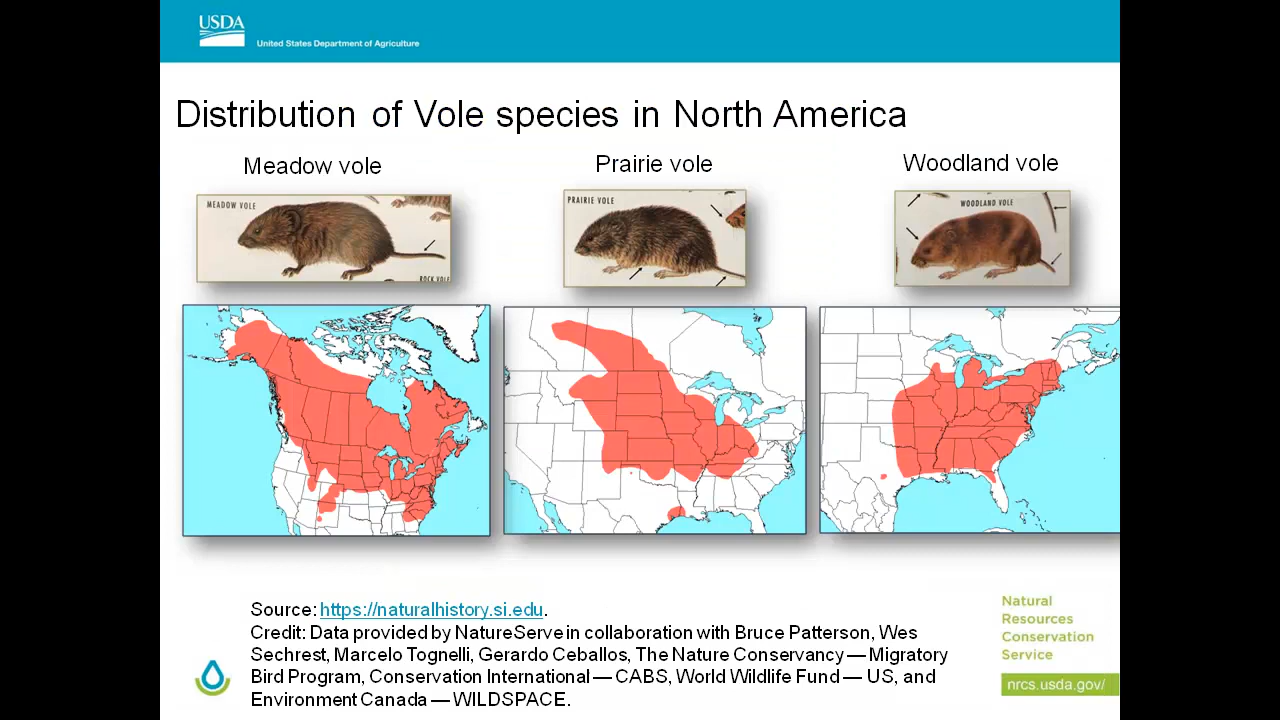 USDA
United States Department of Agriculture
Distribution of Vole species in North America
Meadow vole
Prairie vole
Woodland vole
MEADOW VOLE
ROCK VOLE
PRAIRIE VOLE
WOODLAND VOLE
Source: https://naturalhistory.si.edu.
Credit: Data provided by NatureServe in collaboration with Bruce Patterson, Wes
Sechrest, Marcelo Tognelli, Gerardo Ceballos, The Nature Conservancy — Migratory
Bird Program, Conservation International — CABS, World Wildlife Fund — US, and
Environment Canada — WILDSPACE.
Natural
Resources
Conservation
Service
nrcs.usda.gov/